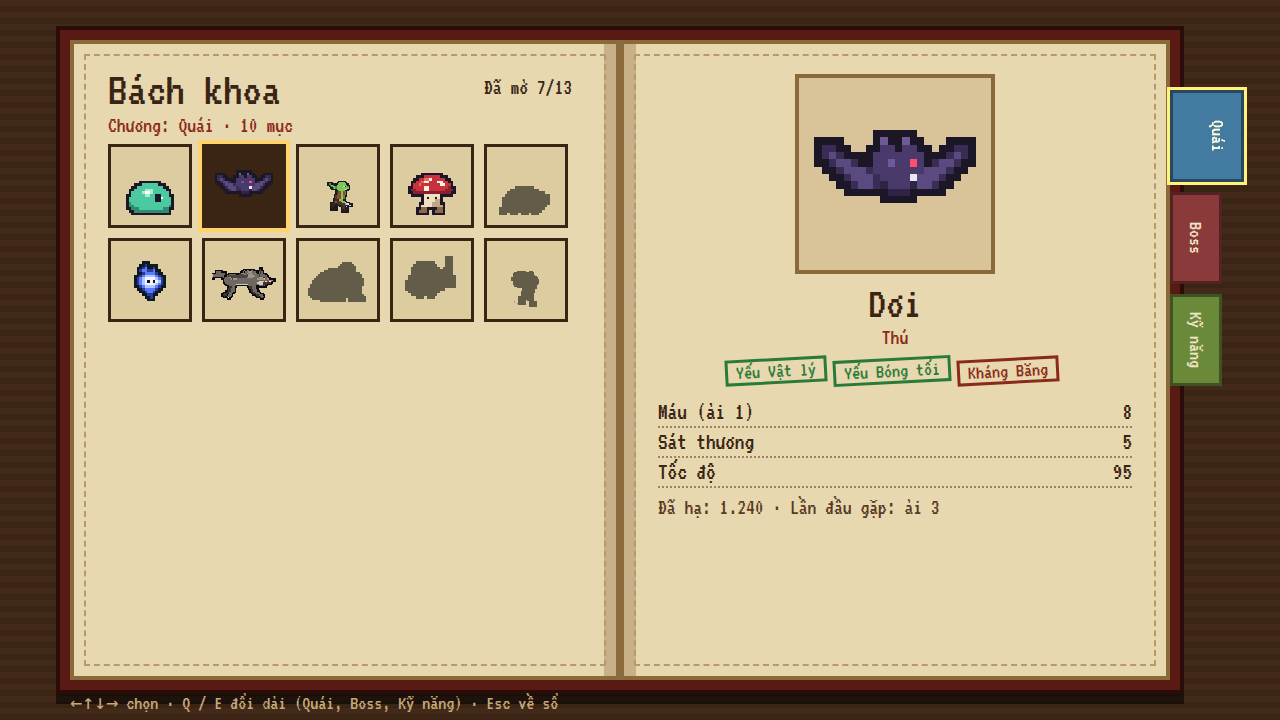 Bách khoa
Đã mở 7/13
Chương: Quái · 10 mục
Dơi
Thú
Yếu Vật lý
Yếu Bóng tối
Kháng Băng
Máu (ải 1) 8
Sát thương 5
Tốc độ 95
Đã hạ: 1.240 · Lần đầu gặp: ải 3
Quái
Boss
Kỹ năng
←↑↓→ chọn · Q / E đổi dải (Quái, Boss, Kỹ năng) · Esc về sổ